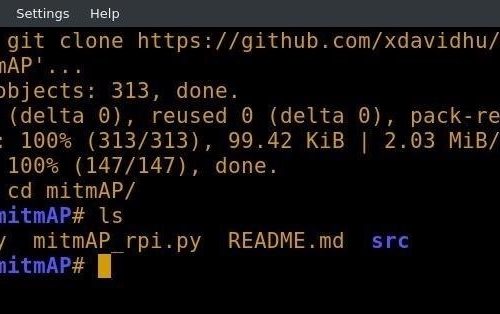 Settings Help
git clone https://github.com/xdavidhu/
mAP'...
objects: 313, done.
(delta 0), reused 0 (delta 0), pack-re
: 100% (313/313), 99.42 KiB | 2.03 MiB/
100% (147/147), done.
cd mitmAP/
mitmAP# ls
y mitmAP_rpi.py README.md src
mitmAP#